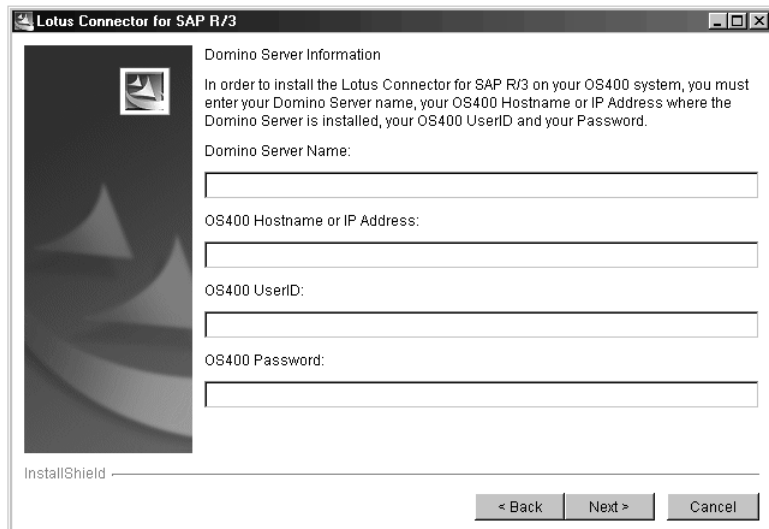 Lotus Connector for SAP R/3
Domino Server Information
In order to install the Lotus Connector for SAP R/3 on your OS400 system, you must
enter your Domino Server name, your OS400 Hostname or IP Address where the
Domino Server is installed, your OS400 UserID and your Password.
Domino Server Name:
OS400 Hostname or IP Address:
OS400 UserID:
OS400 Password:
InstallShield
< Back Next > Cancel